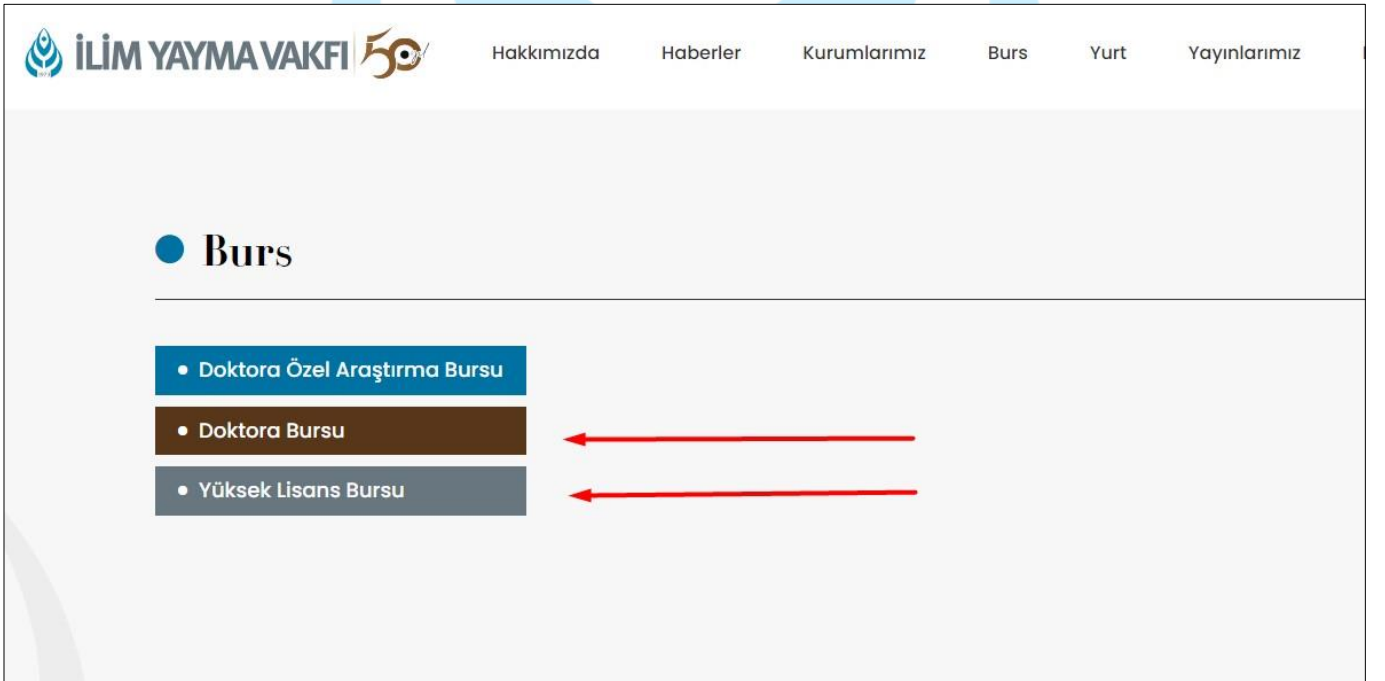 İLİM YAYMA VAKFI 50 Hakkımızda Haberler Kurumlarımız Burs Yurt Yayınlarımız
Burs
Doktora Özel Araştırma Bursu
Doktora Bursu
Yüksek Lisans Bursu